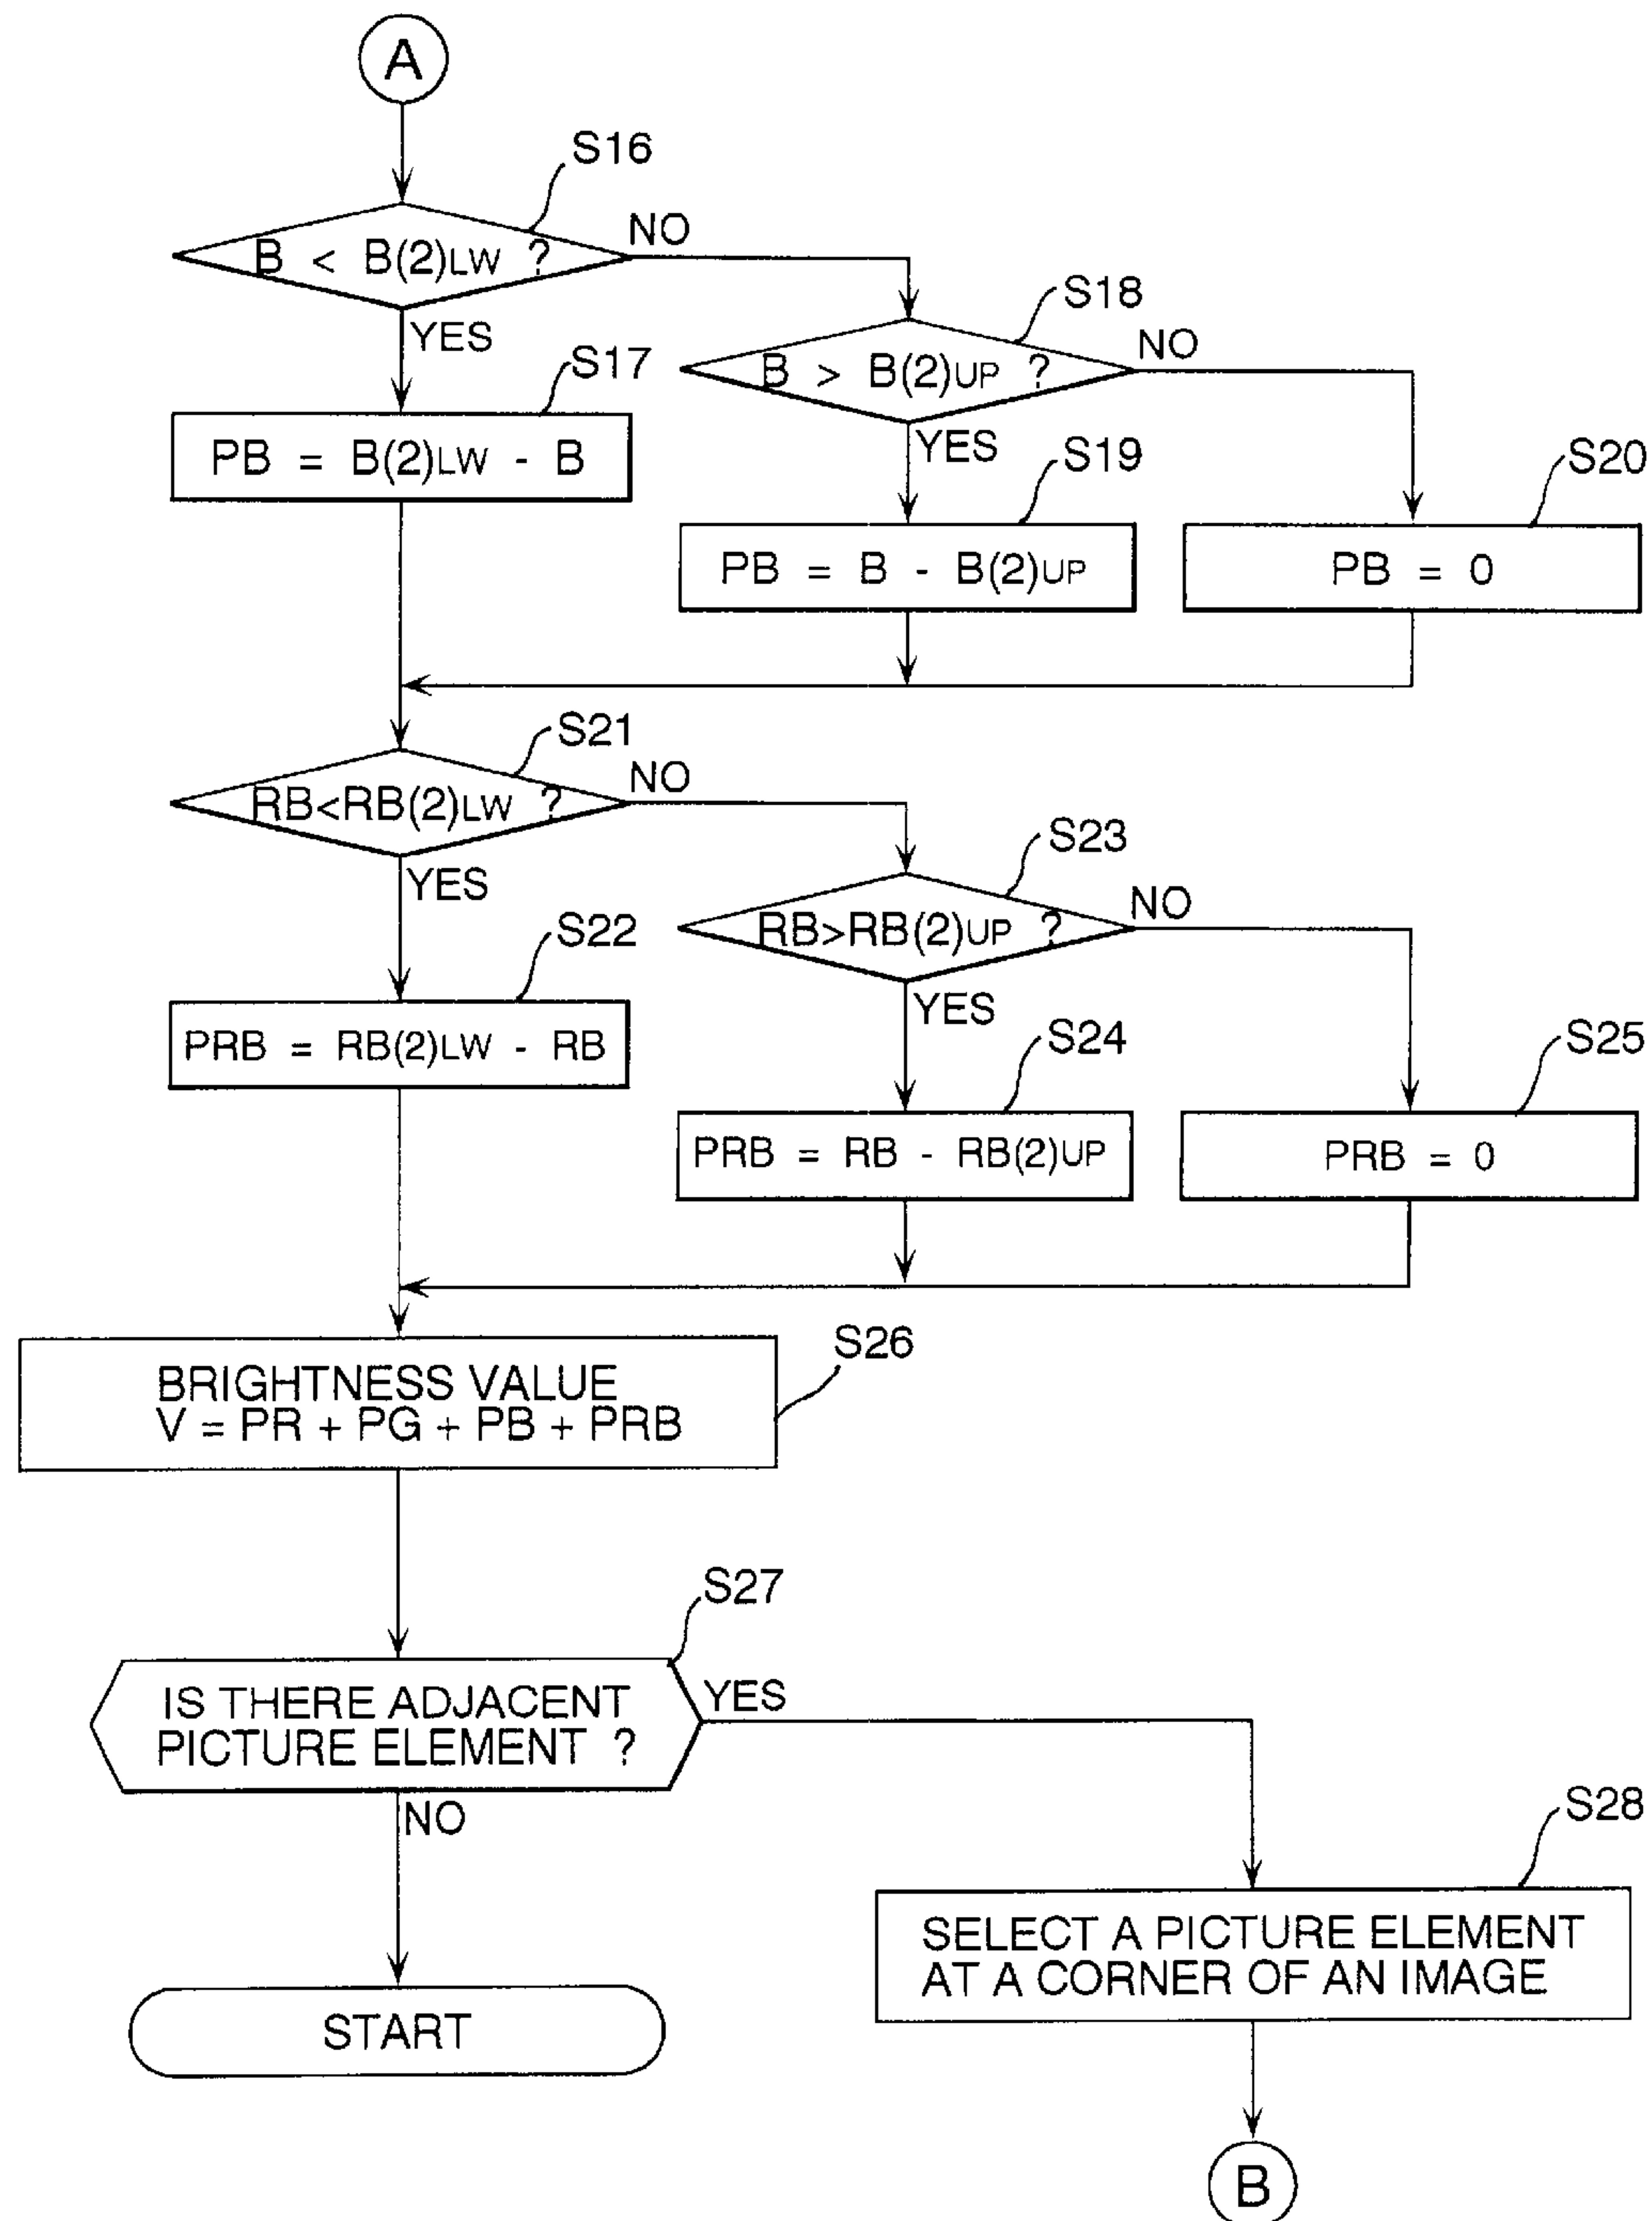 A
S16
B < B(2)LW ?
NO
YES
S18
B > B(2)UP ?
NO
YES
S17
PB = B(2)LW - B
S19
PB = B - B(2)UP
S20
PB = 0
S21
RB<RB(2)LW ?
NO
YES
S23
RB>RB(2)UP ?
NO
YES
S22
PRB = RB(2)LW - RB
S24
PRB = RB - RB(2)UP
S25
PRB = 0
S26
BRIGHTNESS VALUE
V = PR + PG + PB + PRB
S27
IS THERE ADJACENT
PICTURE ELEMENT ?
YES
NO
S28
SELECT A PICTURE ELEMENT
AT A CORNER OF AN IMAGE
START
B